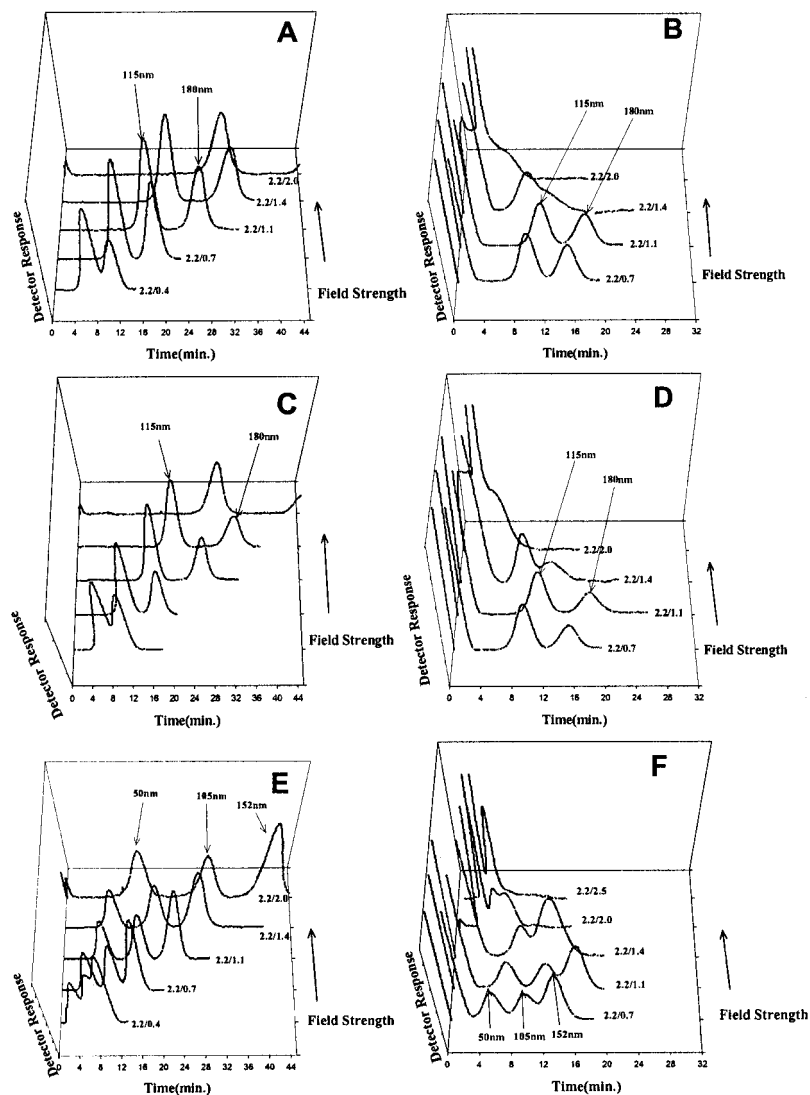 A
115nm
180nm
2.2/2.0
2.2/1.4
2.2/1.1
2.2/0.7
2.2/0.4
Detector Response
Field Strength
0 4 8 12 16 20 24 28 32 36 40 44
Time(min.)
B
115nm
180nm
2.2/2.0
2.2/1.4
2.2/1.1
2.2/0.7
Detector Response
Field Strength
0 4 8 12 16 20 24 28 32
Time(min.)
C
115nm
180nm
Detector Response
Field Strength
0 4 8 12 16 20 24 28 32 36 40 44
Time(min.)
D
115nm
180nm
2.2/2.0
2.2/1.4
2.2/1.1
2.2/0.7
Detector Response
Field Strength
0 4 8 12 16 20 24 28 32
Time(min.)
E
50nm
105nm
152nm
2.2/2.0
2.2/1.4
2.2/1.1
2.2/0.7
2.2/0.4
Detector Response
Field Strength
0 4 8 12 16 20 24 28 32 36 40 44
Time(min.)
F
2.2/2.5
2.2/2.0
2.2/1.4
2.2/1.1
2.2/0.7
50nm
105nm
152nm
Detector Response
Field Strength
0 4 8 12 16 20 24 28 32
Time(min.)